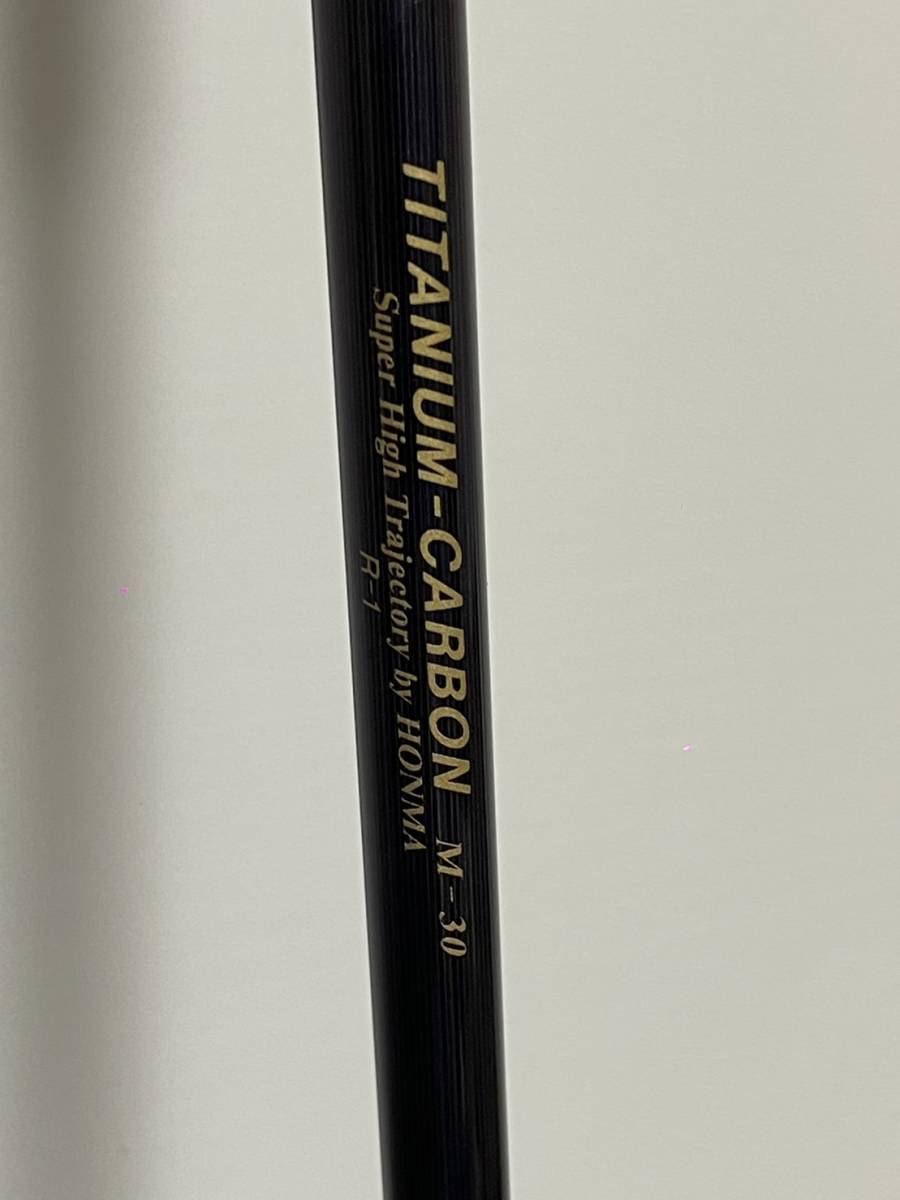 TITANIUM-CARBON M-30
Super High Trajectory by HONMA
R-1